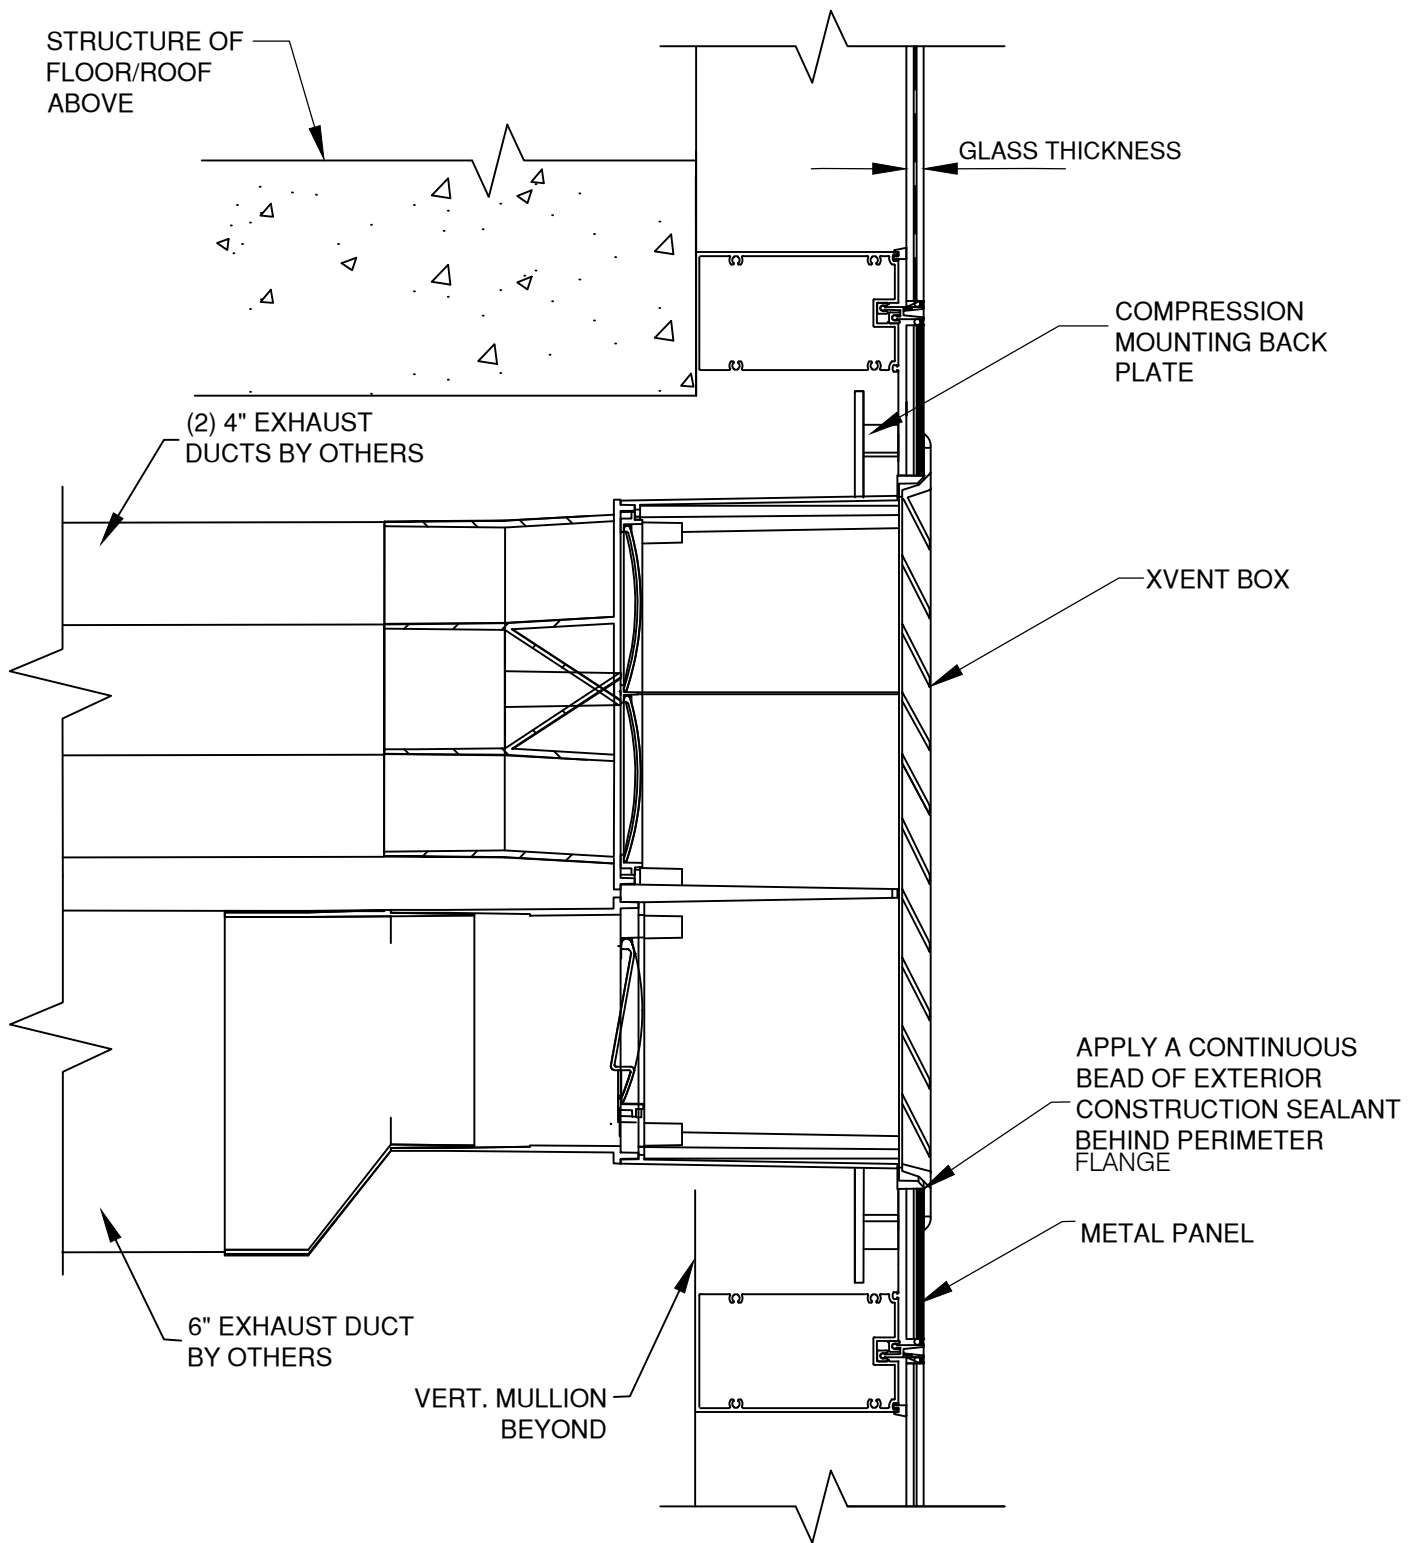 STRUCTURE OF
FLOOR/ROOF
ABOVE
GLASS THICKNESS
COMPRESSION
MOUNTING BACK
PLATE
(2) 4" EXHAUST
DUCTS BY OTHERS
XVENT BOX
APPLY A CONTINUOUS
BEAD OF EXTERIOR
CONSTRUCTION SEALANT
BEHIND PERIMETER
FLANGE
METAL PANEL
6" EXHAUST DUCT
BY OTHERS
VERT. MULLION
BEYOND